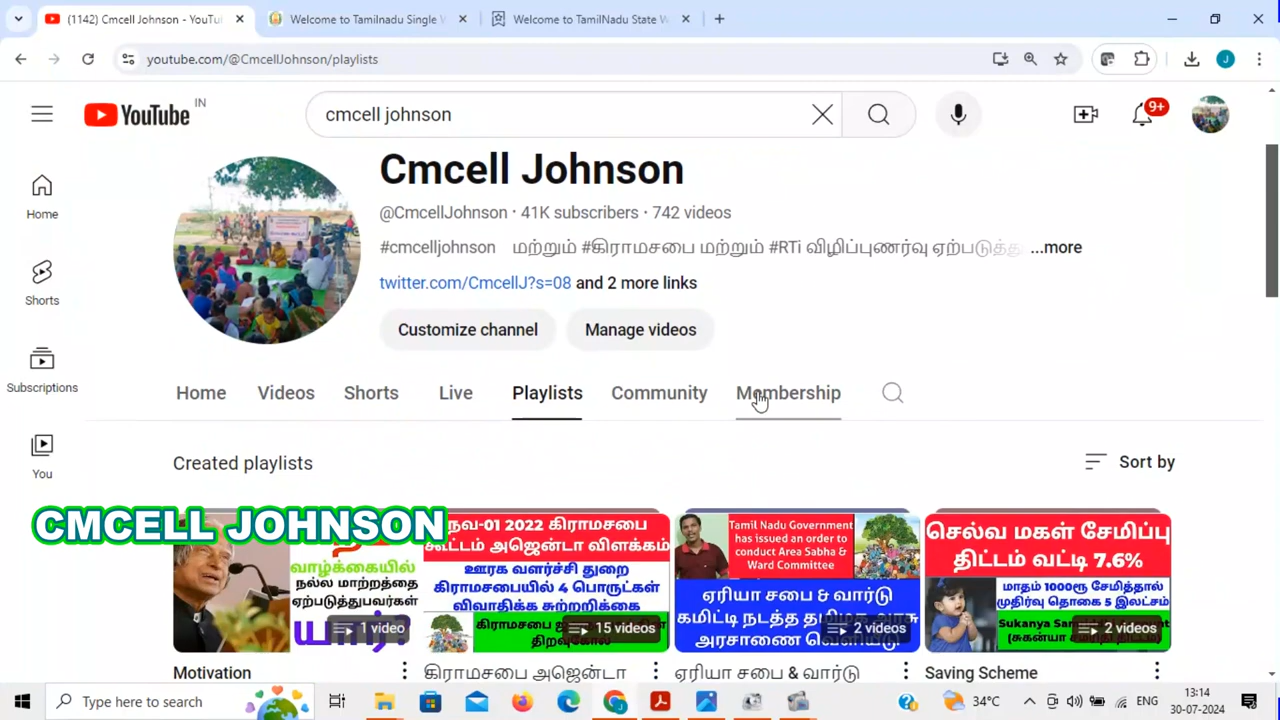 (1142) Cmcell Johnson - YouTu
Welcome to Tamilnadu Single
Welcome to TamilNadu State W
youtube.com/@CmcellJohnson/playlists
YouTube IN
cmcell johnson
9+
Home
Shorts
Subscriptions
You
Cmcell Johnson
@CmcellJohnson · 41K subscribers · 742 videos
#cmcelljohnson மற்றும் #கிராமசபை மற்றும் #RTi விழிப்புணர்வு ஏற்படுத்து ...more
twitter.com/CmcellJ?s=08 and 2 more links
Customize channel
Manage videos
Home Videos Shorts Live Playlists Community Membership
Created playlists
Sort by
CMCELL JOHNSON
வாழ்க்கையில்
நல்ல மாற்றத்தை
ஏற்படுத்துபவர்கள்
யார்
1 video
Motivation
நவ-01 2022 கிராமசபை
கூட்டம் அஜென்டா விளக்கம்
ஊரக வளர்ச்சி துறை
கிராமசபையில் 4 பொருட்கள்
விவாதிக்க சுற்றறிக்கை
15 videos
கிராமசபை அஜென்டா
Tamil Nadu Government
has issued an order to
conduct Area Sabha &
Ward Committee
ஏரியா சபை & வார்டு
கமிட்டி நடத்த தமிழக அரசு
அரசாணை வெளியீடு
2 videos
ஏரியா சபை & வார்டு
செல்வ மகள் சேமிப்பு
திட்டம் வட்டி 7.6%
மாதம் 1000ரூ சேமித்தால்
முதிர்வு தொகை 5 இலட்சம்
2 videos
Saving Scheme
Type here to search
34°C
ENG
13:14
30-07-2024